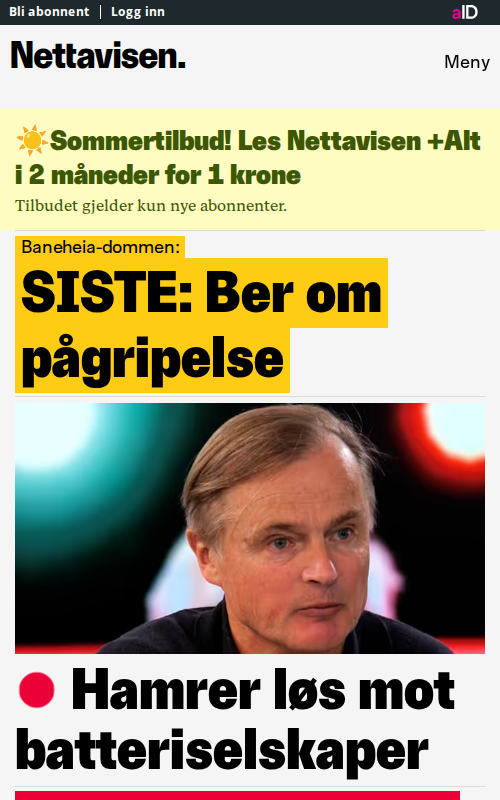 Bli abonnent
Logg inn
aID
Nettavisen.
Meny
☀️Sommertilbud! Les Nettavisen +Alt
i 2 måneder for 1 krone
Tilbudet gjelder kun nye abonnenter.
Baneheia-dommen:
SISTE: Ber om
pågripelse
Hamrer løs mot
batteriselskaper